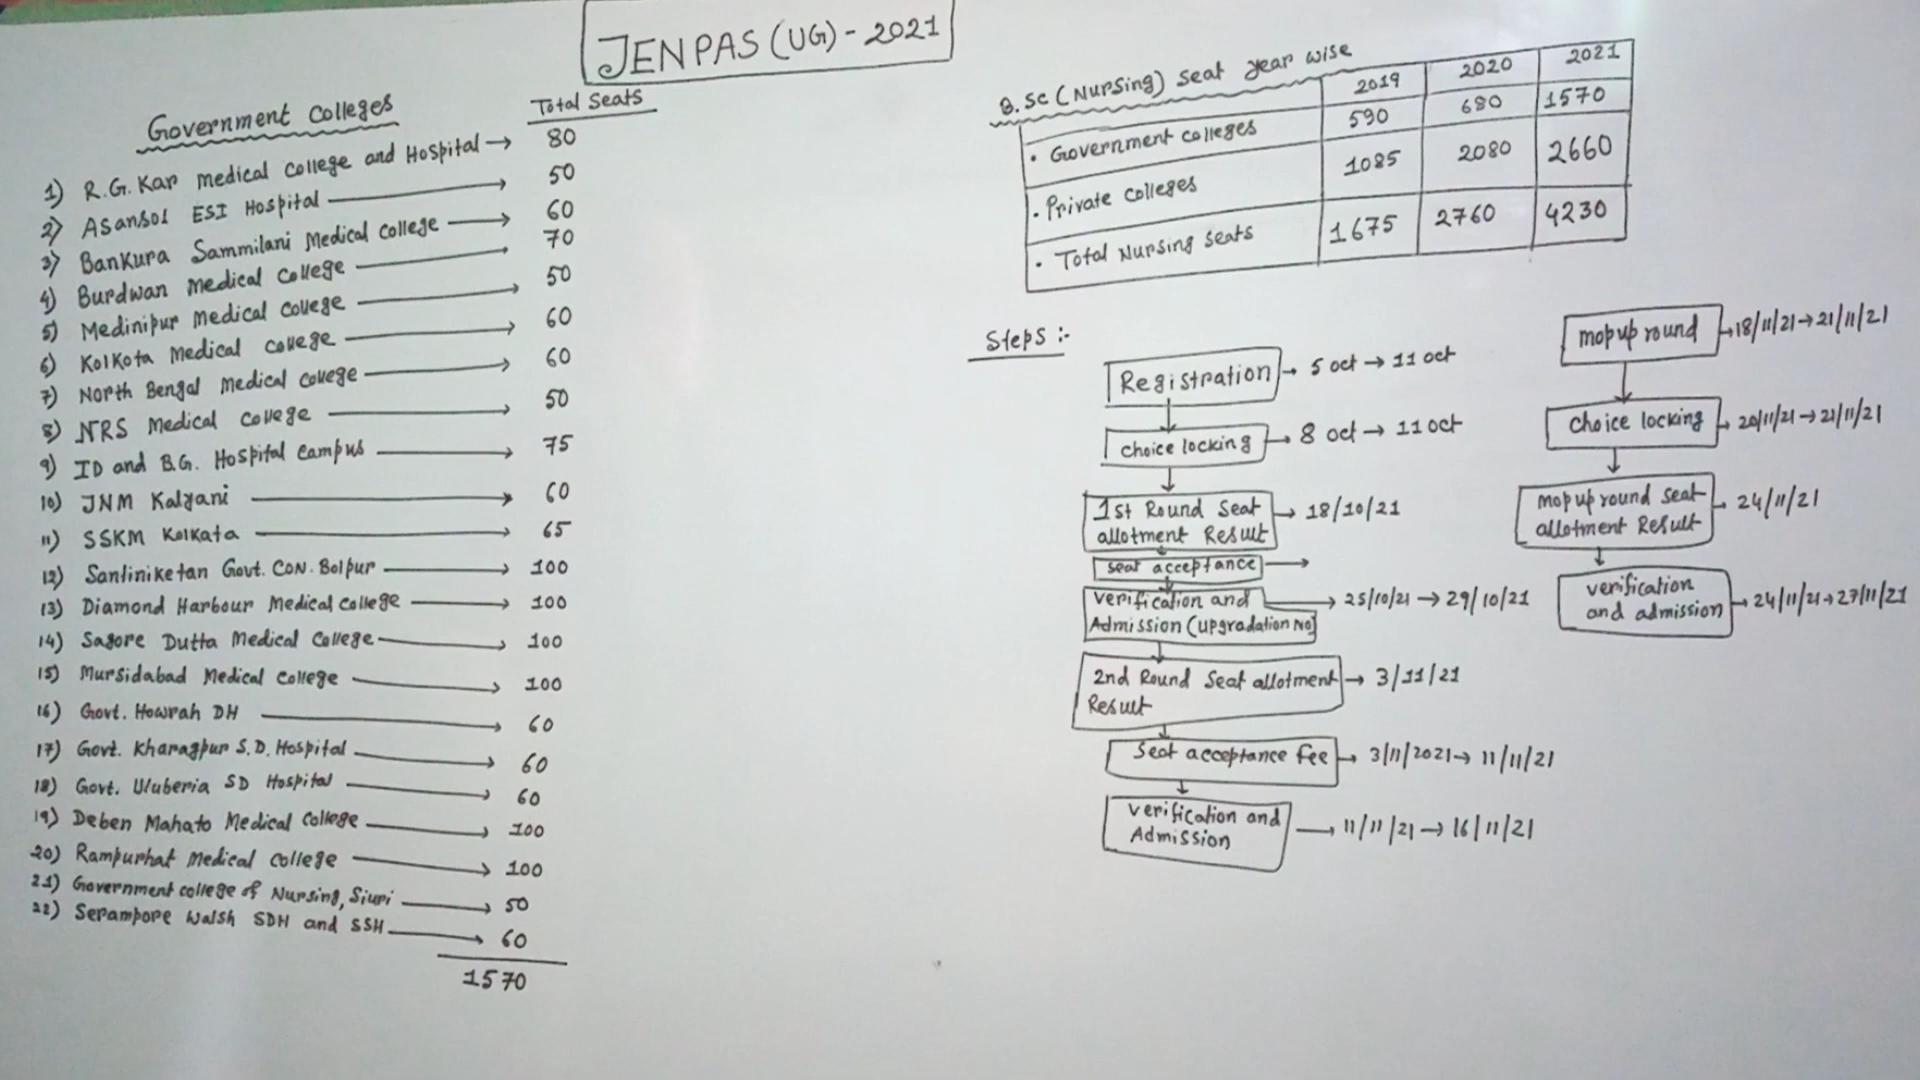 JENPAS (UG) - 2021
Government Colleges Total Seats
1) R.G. Kar Medical College and Hospital → 80
2) Asansol ESI Hospital → 50
3) Bankura Sammilani Medical College → 60
4) Burdwan Medical College → 70
5) Medinipur Medical College → 50
6) Kolkota Medical College → 60
7) North Bengal Medical College → 60
8) NRS Medical College → 50
9) ID and B.G. Hospital Campus → 75
10) JNM Kalyani → 60
11) SSKM Kolkata → 65
12) Santiniketan Govt. CON. Bolpur → 100
13) Diamond Harbour Medical College → 100
14) Sagore Dutta Medical College → 100
15) Mursidabad Medical College → 100
16) Govt. Howrah DH → 60
17) Govt. Kharagpur S.D. Hospital → 60
18) Govt. Uluberia SD Hospital → 60
19) Deben Mahato Medical College → 100
20) Rampurhat Medical College → 100
21) Government college of Nursing, Siuri → 50
22) Serampore Walsh SDH and SSH → 60
1570
B.Sc (Nursing) Seat year wise
2019 2020 2021
• Government colleges 590 680 1570
• Private Colleges 1085 2080 2660
• Total Nursing Seats 1675 2760 4230
Steps :-
Registration → 5 oct → 11 oct
choice locking → 8 oct → 11 oct
1st Round Seat
allotment Result → 18/10/21
seat acceptance →
verification and
Admission (upgradation No) → 25/10/21 → 29/10/21
2nd Round Seat allotment
Result → 3/11/21
Seat acceptance fee → 3/11/2021 → 11/11/21
verification and
Admission → 11/11/21 → 16/11/21
mopup round → 18/11/21 → 21/11/21
choice locking → 20/11/21 → 21/11/21
mopup round seat
allotment Result → 24/11/21
verification
and admission → 24/11/21 → 27/11/21